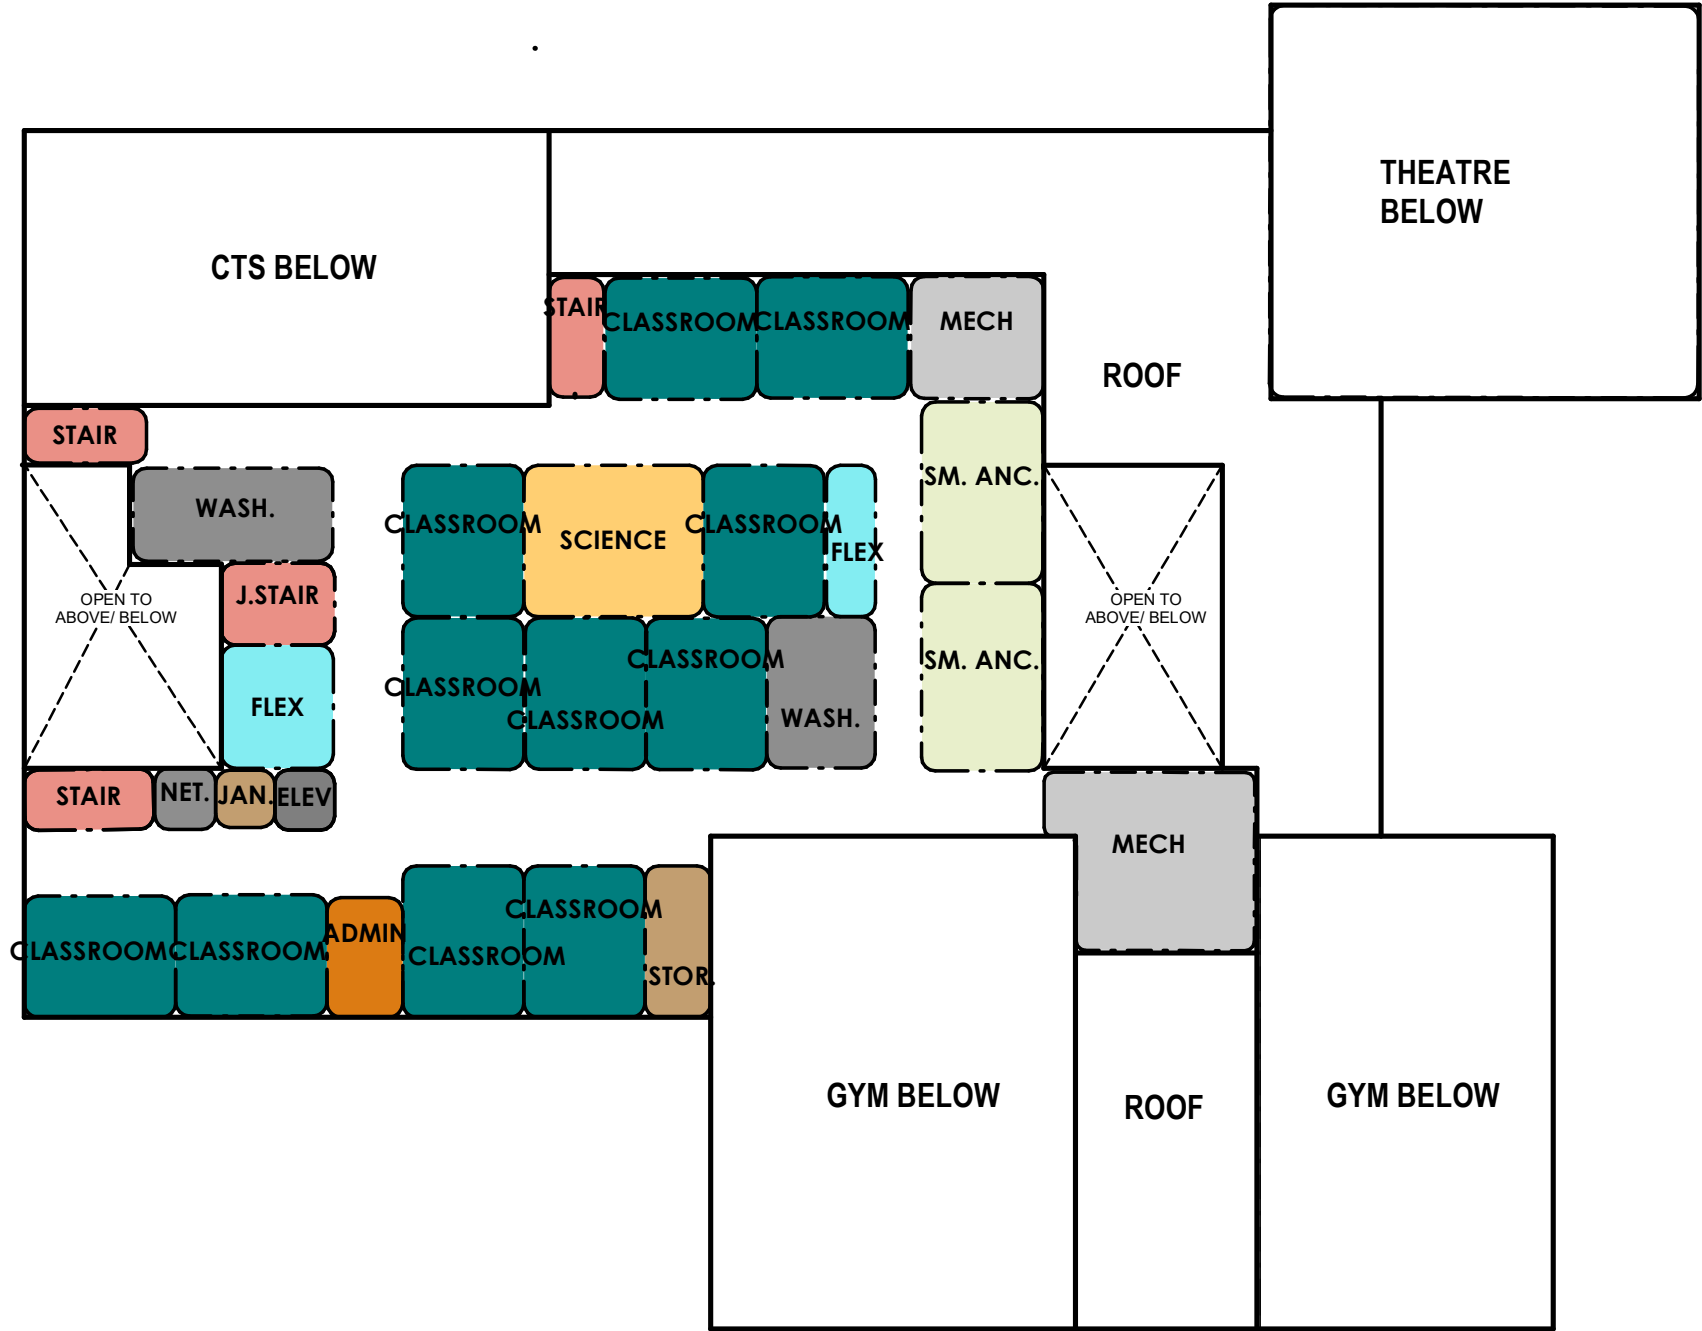 THEATRE
BELOW
CTS BELOW
STAIR
CLASSROOM
CLASSROOM
MECH
ROOF
STAIR
SM. ANC.
WASH.
CLASSROOM
SCIENCE
CLASSROOM
FLEX
J.STAIR
OPEN TO
ABOVE/ BELOW
OPEN TO
ABOVE/ BELOW
CLASSROOM
SM. ANC.
CLASSROOM
FLEX
CLASSROOM
WASH.
STAIR
NET.
JAN.
ELEV
MECH
CLASSROOM
CLASSROOM
ADMIN
CLASSROOM
CLASSROOM
STOR.
GYM BELOW
ROOF
GYM BELOW